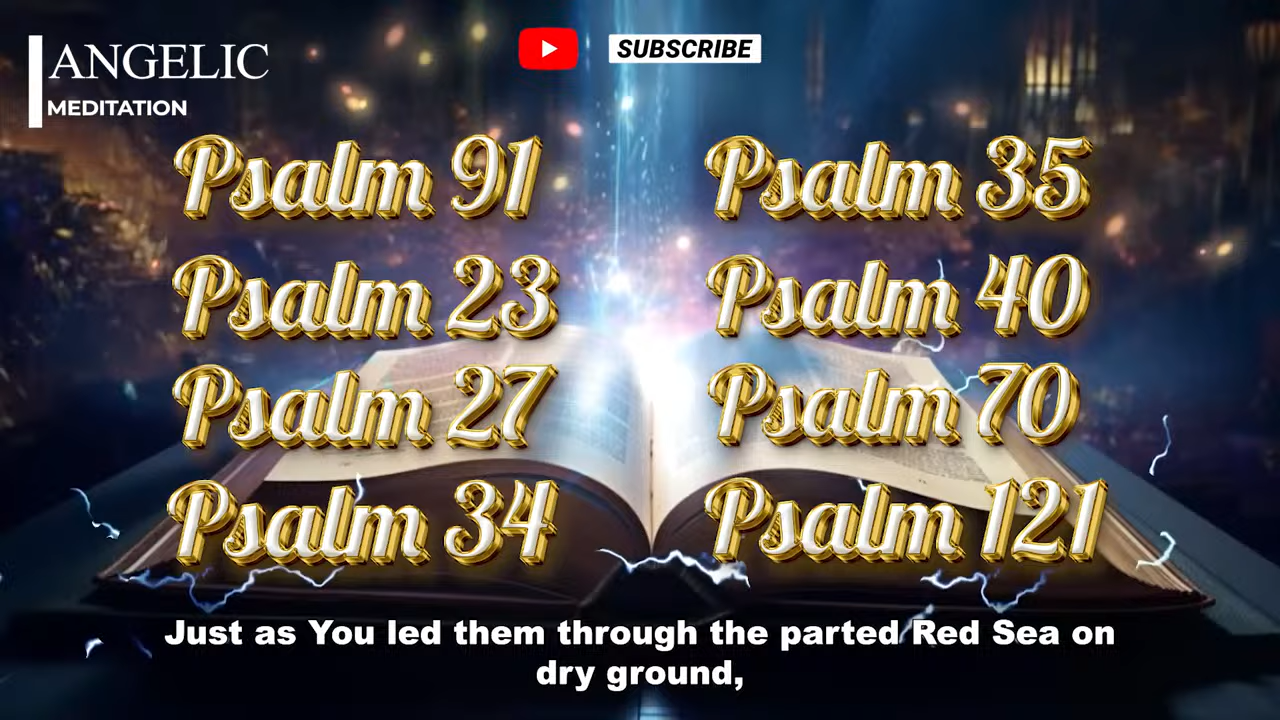 ANGELIC
MEDITATION
SUBSCRIBE
Psalm 91
Psalm 23
Psalm 27
Psalm 34
Psalm 35
Psalm 40
Psalm 70
Psalm 121
Just as You led them through the parted Red Sea on
dry ground,